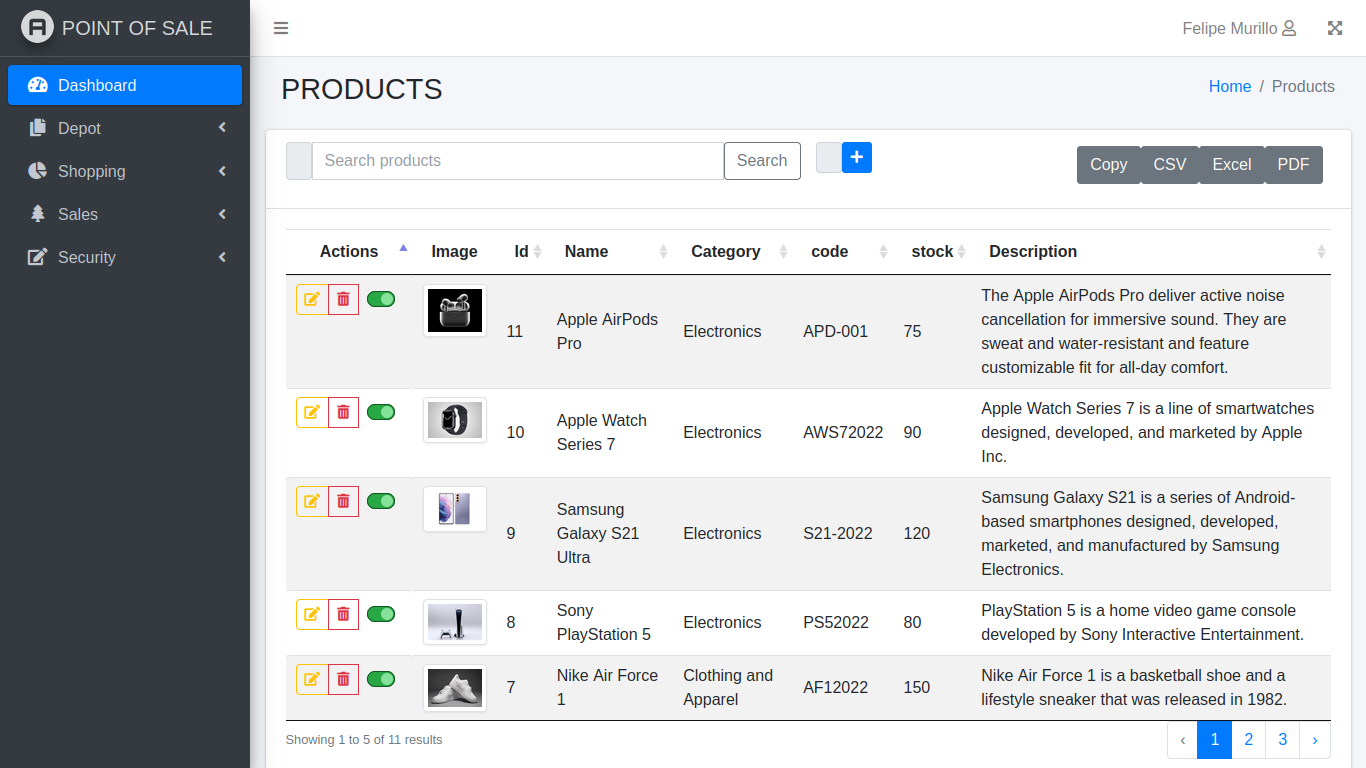 POINT OF SALE
Felipe Murillo
Dashboard
Depot
Shopping
Sales
Security
PRODUCTS
Home / Products
Search products
Search
+
Copy CSV Excel PDF
Actions Image Id Name Category code stock Description
11 Apple AirPods Pro Electronics APD-001 75 The Apple AirPods Pro deliver active noise
cancellation for immersive sound. They are
sweat and water-resistant and feature
customizable fit for all-day comfort.
10 Apple Watch Series 7 Electronics AWS72022 90 Apple Watch Series 7 is a line of smartwatches
designed, developed, and marketed by Apple
Inc.
9 Samsung Galaxy S21 Ultra Electronics S21-2022 120 Samsung Galaxy S21 is a series of Android-
based smartphones designed, developed,
marketed, and manufactured by Samsung
Electronics.
8 Sony PlayStation 5 Electronics PS52022 80 PlayStation 5 is a home video game console
developed by Sony Interactive Entertainment.
7 Nike Air Force 1 Clothing and Apparel AF12022 150 Nike Air Force 1 is a basketball shoe and a
lifestyle sneaker that was released in 1982.
Showing 1 to 5 of 11 results
‹ 1 2 3 ›